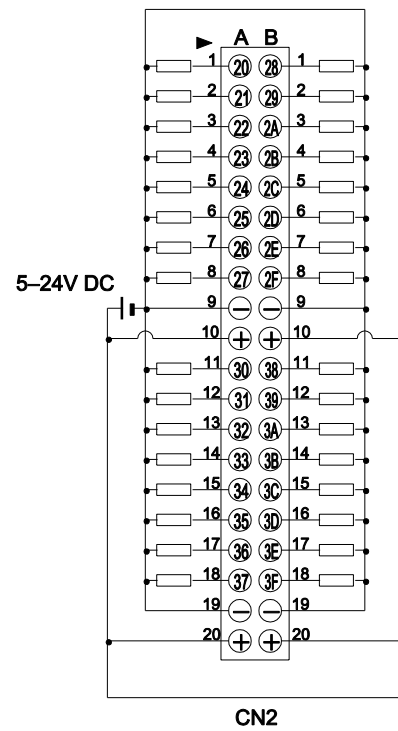 A B
1 20 28 1
2 21 29 2
3 22 2A 3
4 23 2B 4
5 24 2C 5
6 25 2D 6
7 26 2E 7
8 27 2F 8
5–24V DC
9 − − 9
10 + + 10
11 30 38 11
12 31 39 12
13 32 3A 13
14 33 3B 14
15 34 3C 15
16 35 3D 16
17 36 3E 17
18 37 3F 18
19 − − 19
20 + + 20
CN2